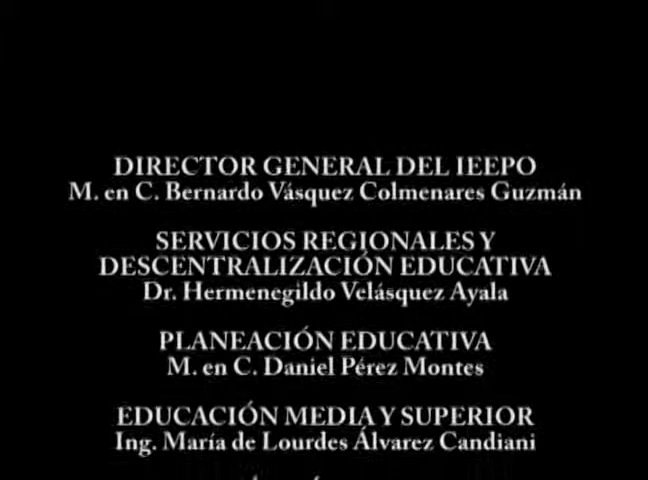 DIRECTOR GENERAL DEL IEEPO
M. en C. Bernardo Vásquez Colmenares Guzmán
SERVICIOS REGIONALES Y
DESCENTRALIZACIÓN EDUCATIVA
Dr. Hermenegildo Velásquez Ayala
PLANEACIÓN EDUCATIVA
M. en C. Daniel Pérez Montes
EDUCACIÓN MEDIA Y SUPERIOR
Ing. María de Lourdes Álvarez Candiani